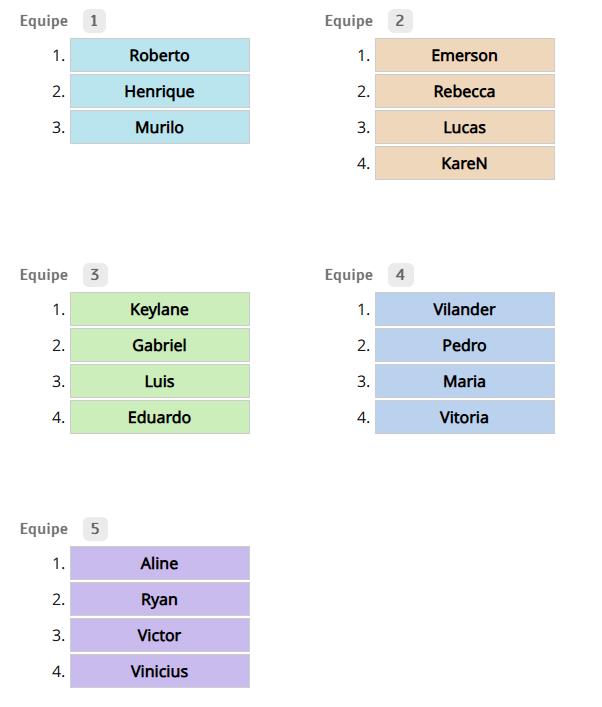 Equipe 1
1. Roberto
2. Henrique
3. Murilo
Equipe 2
1. Emerson
2. Rebecca
3. Lucas
4. KareN
Equipe 3
1. Keylane
2. Gabriel
3. Luis
4. Eduardo
Equipe 4
1. Vilander
2. Pedro
3. Maria
4. Vitoria
Equipe 5
1. Aline
2. Ryan
3. Victor
4. Vinicius